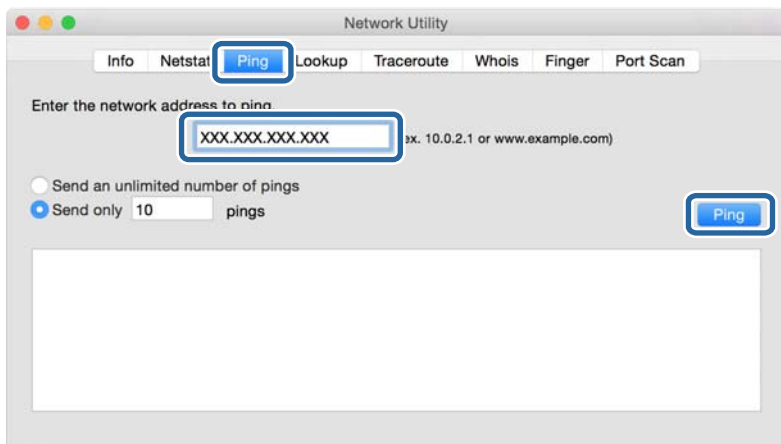 Network Utility
Info Netstat Ping Lookup Traceroute Whois Finger Port Scan
Enter the network address to ping.
XXX.XXX.XXX.XXX ex. 10.0.2.1 or www.example.com)
Send an unlimited number of pings
Send only 10 pings
Ping